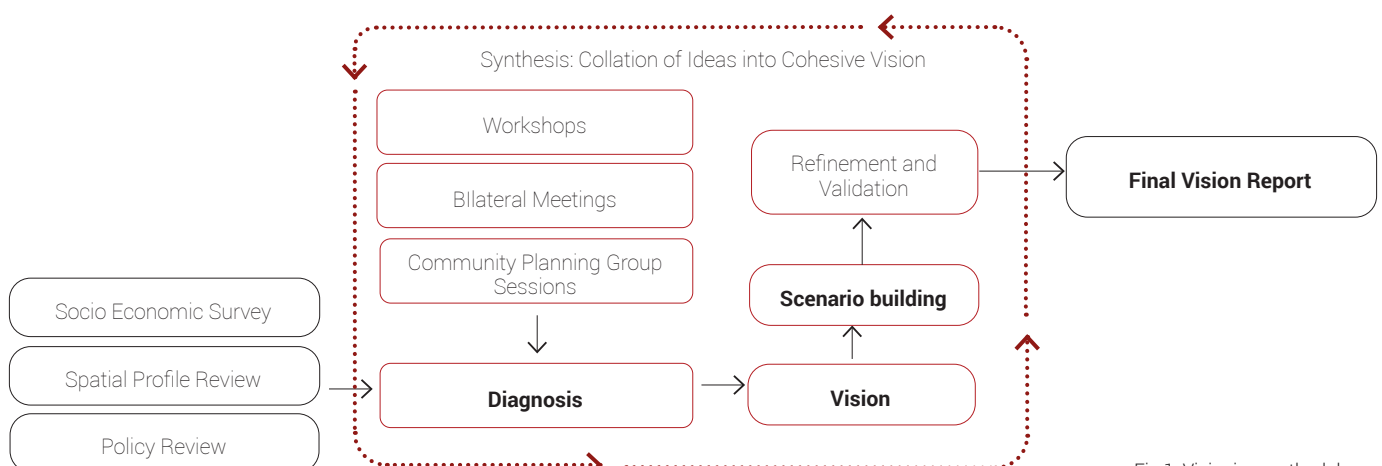 Synthesis: Collation of Ideas into Cohesive Vision
Workshops
BIlateral Meetings
Community Planning Group
Sessions
Socio Economic Survey
Spatial Profile Review
Policy Review
Diagnosis
Vision
Scenario building
Refinement and
Validation
Final Vision Report